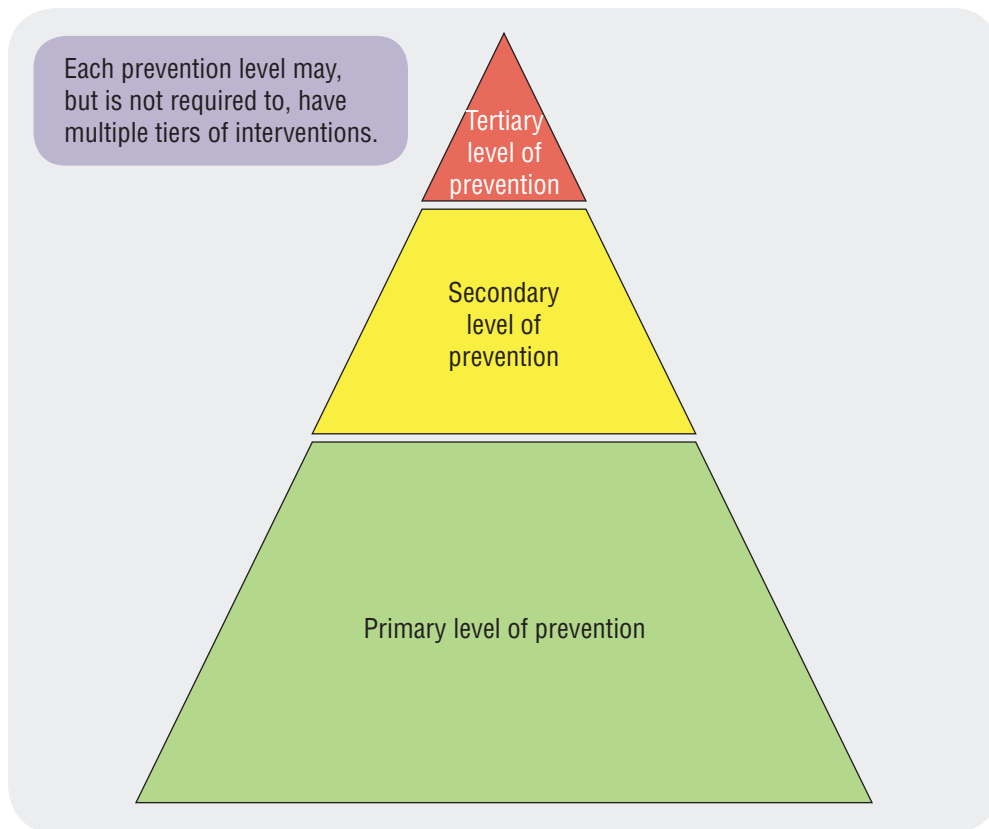 Each prevention level may,
but is not required to, have
multiple tiers of interventions.
Tertiary
level of
prevention
Secondary
level of
prevention
Primary level of prevention